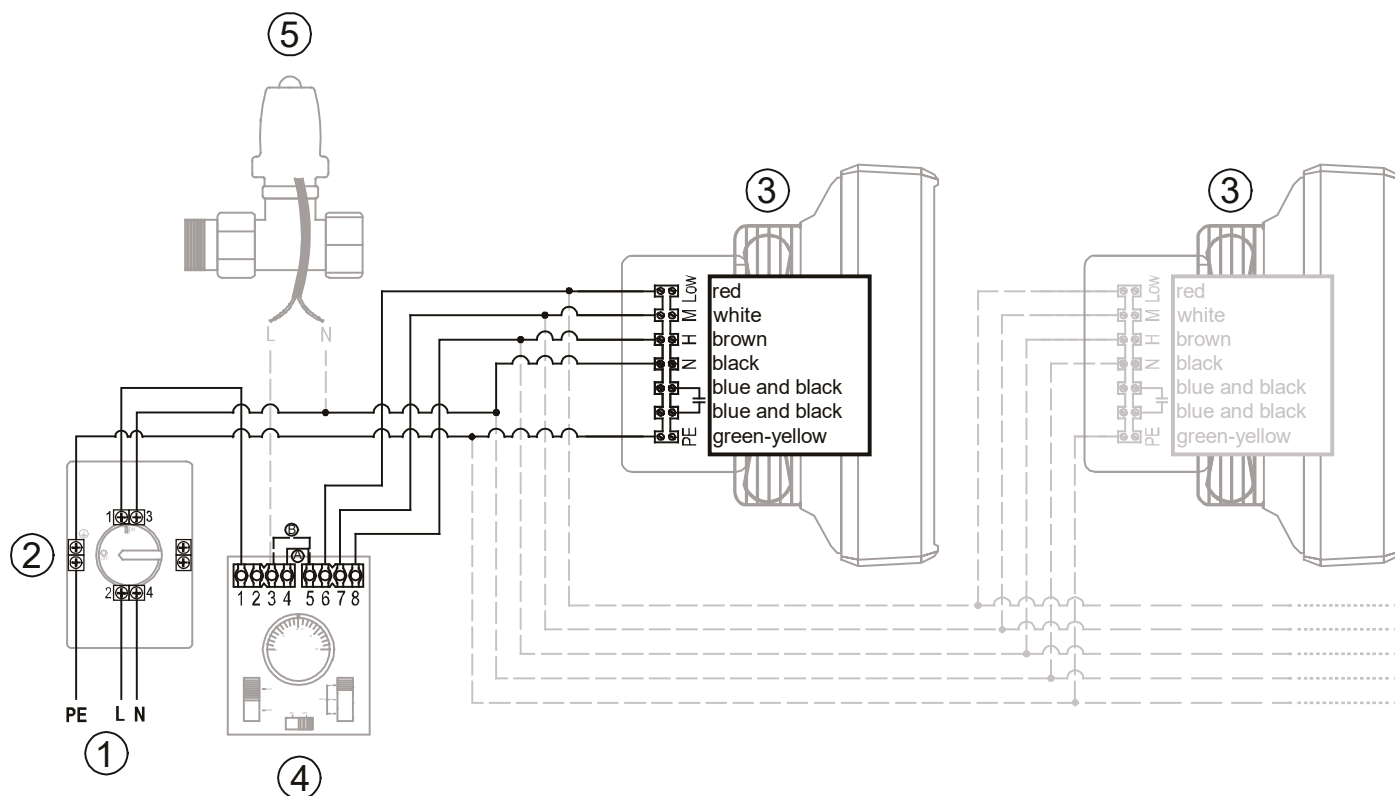 5
3
3
Low
red
M
white
H
brown
N
black
blue and black
blue and black
PE
green-yellow
Low
red
M
white
H
brown
N
black
blue and black
blue and black
PE
green-yellow
L N
1 3
2
2 4
B
A
1 2 3 4 5 6 7 8
PE L N
1
4